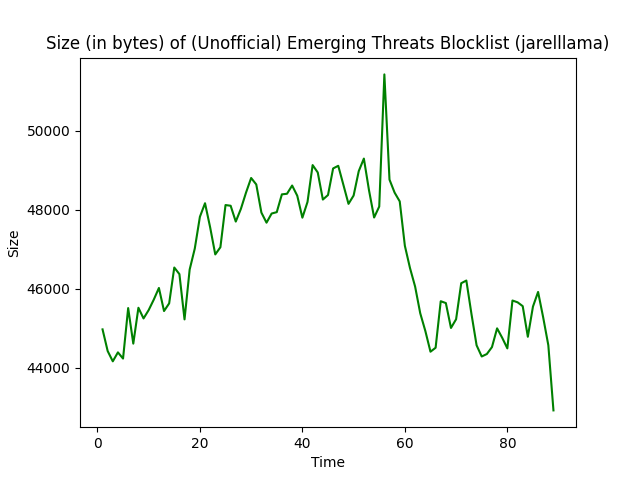 Size (in bytes) of (Unofficial) Emerging Threats Blocklist (jarelllama)
50000
48000
46000
44000
Size
0 20 40 60 80
Time